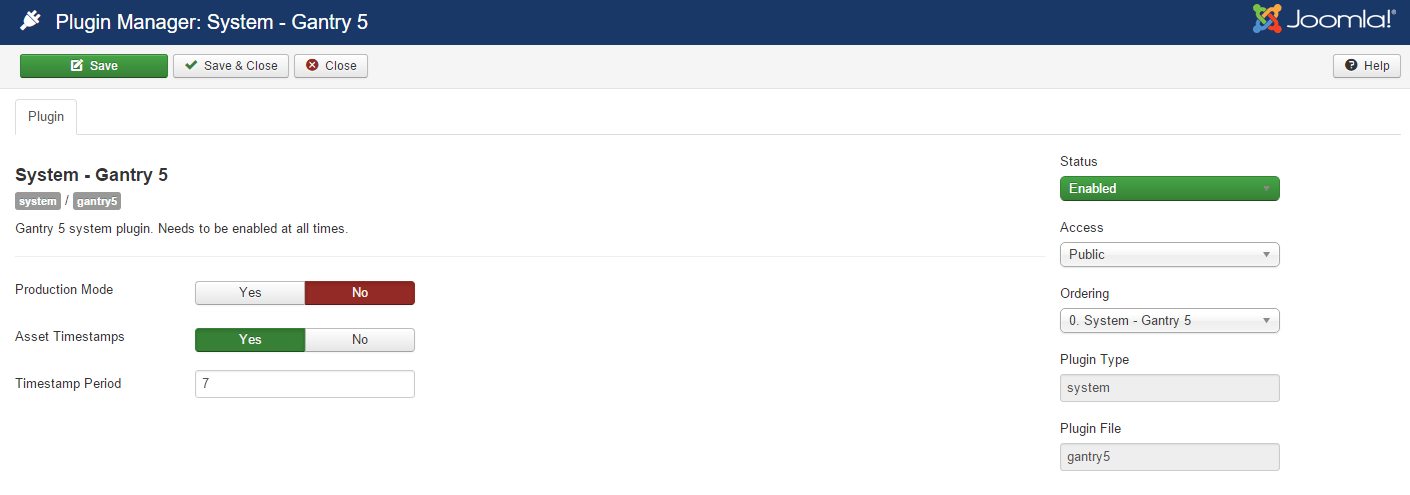 Plugin Manager: System - Gantry 5
Joomla!®
Save
Save & Close
Close
Help
Plugin
System - Gantry 5
system / gantry5
Gantry 5 system plugin. Needs to be enabled at all times.
Production Mode
Yes
No
Asset Timestamps
Yes
No
Timestamp Period
7
Status
Enabled
Access
Public
Ordering
0. System - Gantry 5
Plugin Type
system
Plugin File
gantry5